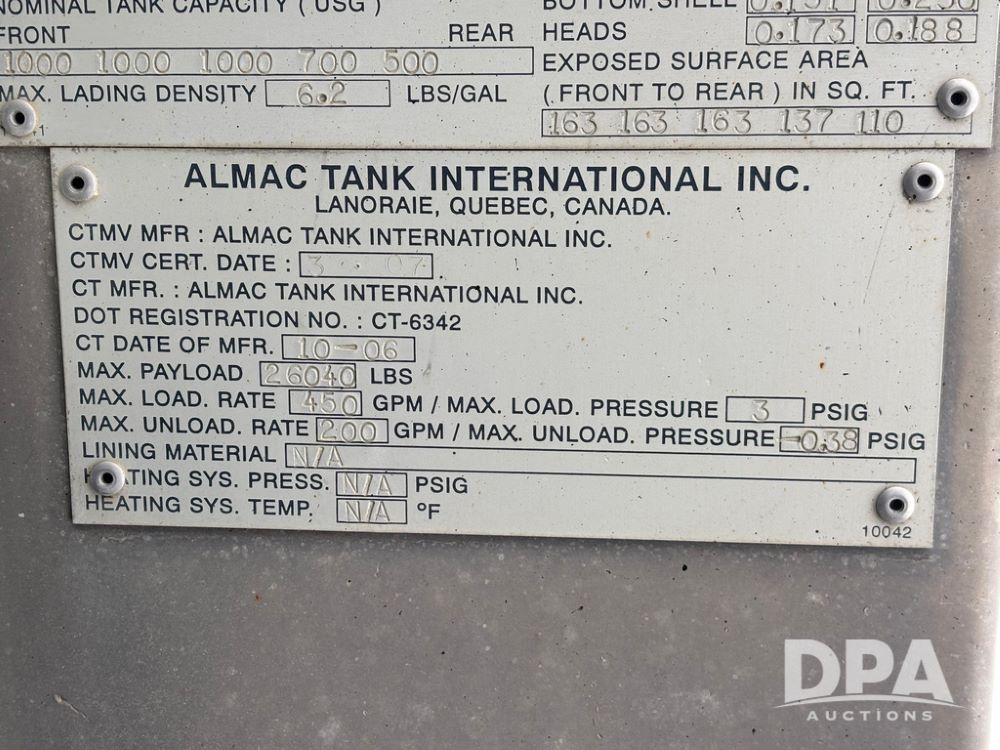 NOMINAL TANK CAPACITY ( USG )
FRONT REAR
1000 1000 1000 700 500
MAX. LADING DENSITY 6.2 LBS/GAL
BOTTOM SHELL
HEADS 0.173 0.188
EXPOSED SURFACE AREA
( FRONT TO REAR ) IN SQ. FT.
163 163 163 137 110
ALMAC TANK INTERNATIONAL INC.
LANORAIE, QUEBEC, CANADA.
CTMV MFR : ALMAC TANK INTERNATIONAL INC.
CTMV CERT. DATE : 3 - 07
CT MFR. : ALMAC TANK INTERNATIONAL INC.
DOT REGISTRATION NO. : CT-6342
CT DATE OF MFR. 10-06
MAX. PAYLOAD 26040 LBS
MAX. LOAD. RATE 450 GPM / MAX. LOAD. PRESSURE 3 PSIG
MAX. UNLOAD. RATE 200 GPM / MAX. UNLOAD. PRESSURE -0.38 PSIG
LINING MATERIAL N/A
HEATING SYS. PRESS. N/A PSIG
HEATING SYS. TEMP. N/A °F
10042
DPA
AUCTIONS